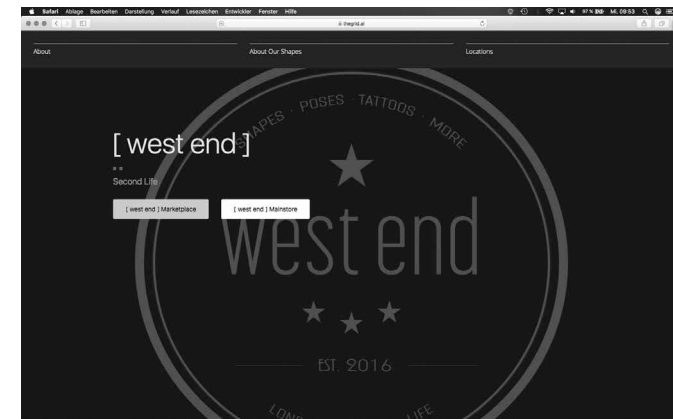 Safari Ablage Bearbeiten Darstellung Verlauf Lesezeichen Entwickler Fenster Hilfe 97 % Mi. 09:53
thegrid.ai
About About Our Shapes Locations
SHAPES · POSES · TATTOOS · MORE
[ west end ]
Second Life
[ west end ] Marketplace [ west end ] Mainstore
west end
EST. 2016
LIFE